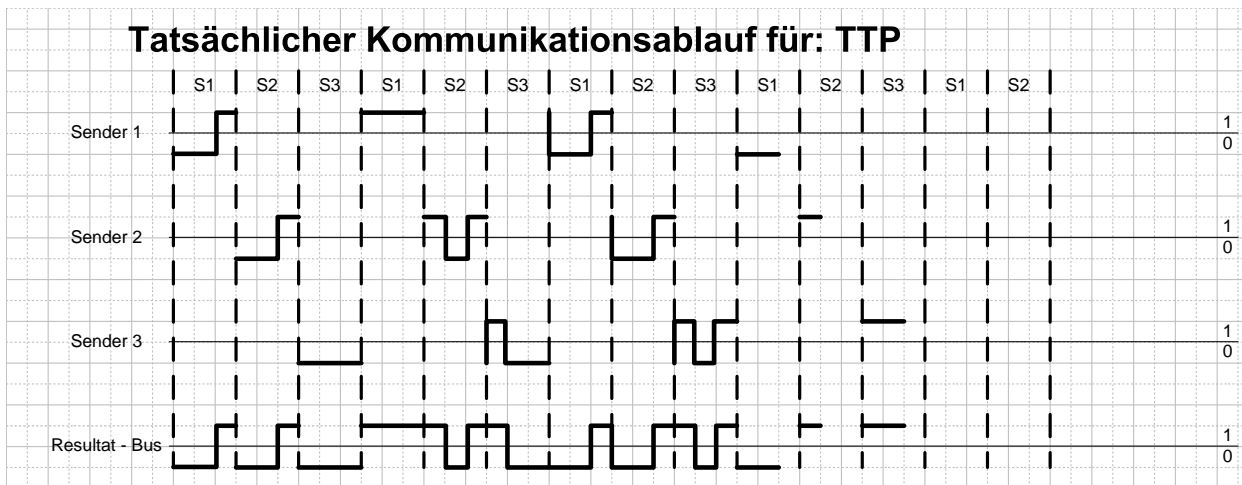 Tatsächlicher Kommunikationsablauf für: TTP
S1 S2 S3 S1 S2 S3 S1 S2 S3 S1 S2 S3 S1 S2
Sender 1 1
0
Sender 2 1
0
Sender 3 1
0
Resultat - Bus 1
0